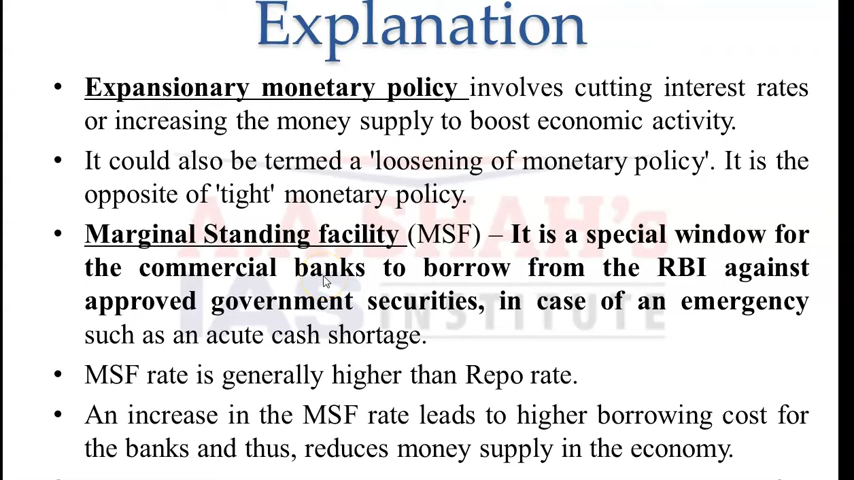 Explanation
• Expansionary monetary policy involves cutting interest rates
or increasing the money supply to boost economic activity.
• It could also be termed a 'loosening of monetary policy'. It is the
opposite of 'tight' monetary policy.
• Marginal Standing facility (MSF) – It is a special window for
the commercial banks to borrow from the RBI against
approved government securities, in case of an emergency
such as an acute cash shortage.
• MSF rate is generally higher than Repo rate.
• An increase in the MSF rate leads to higher borrowing cost for
the banks and thus, reduces money supply in the economy.
A.A SHAH's
IAS INSTITUTE